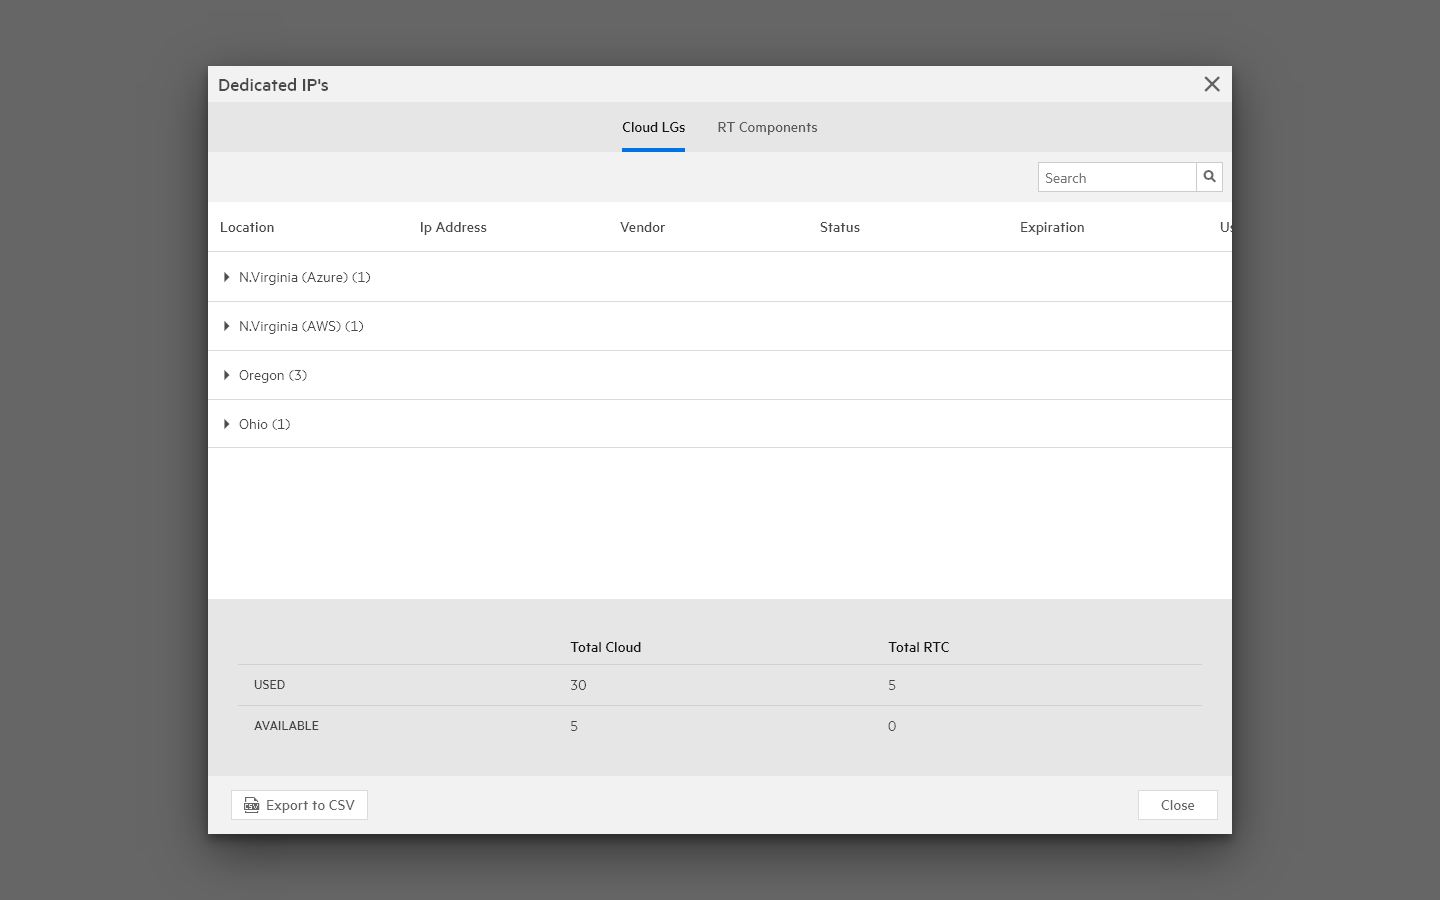 Dedicated IP's
Cloud LGs RT Components
Search
Location Ip Address Vendor Status Expiration
N.Virginia (Azure) (1)
N.Virginia (AWS) (1)
Oregon (3)
Ohio (1)
Total Cloud Total RTC
USED 30 5
AVAILABLE 5 0
CSV Export to CSV Close